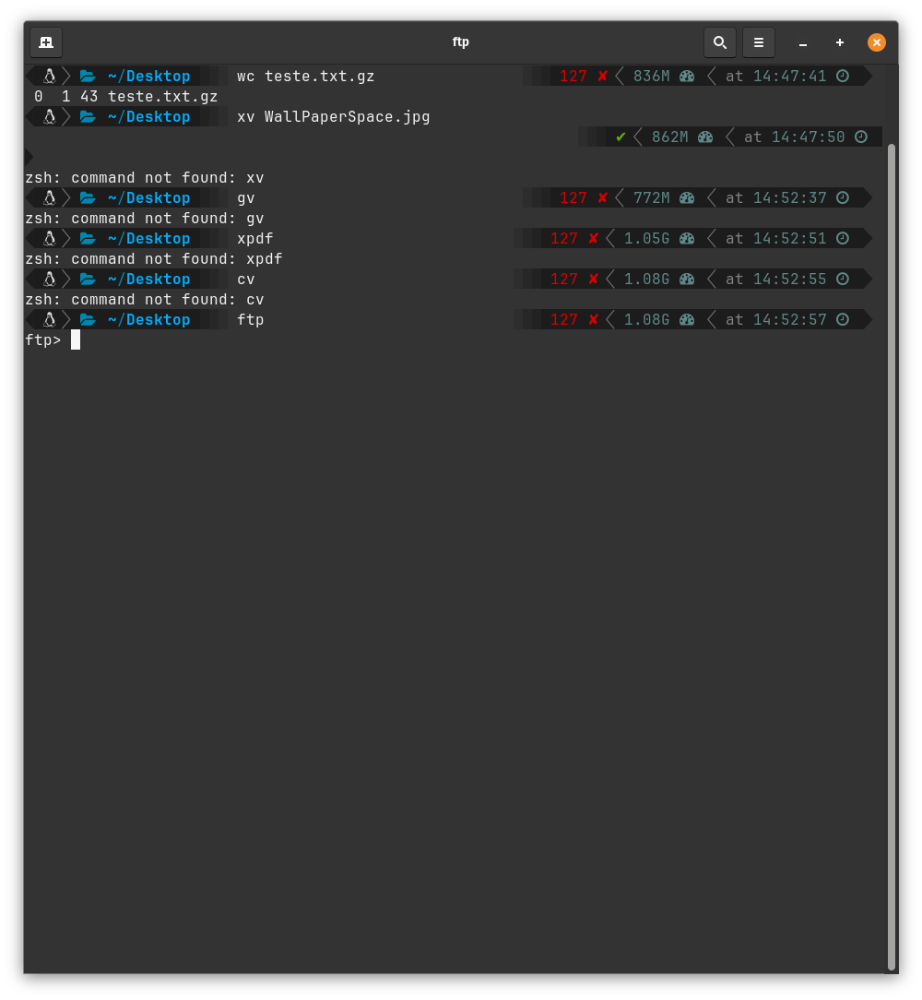 ftp
~/Desktop wc teste.txt.gz 127 ✘ 836M at 14:47:41
0 1 43 teste.txt.gz
~/Desktop xv WallPaperSpace.jpg
✔ 862M at 14:47:50
zsh: command not found: xv
~/Desktop gv 127 ✘ 772M at 14:52:37
zsh: command not found: gv
~/Desktop xpdf 127 ✘ 1.05G at 14:52:51
zsh: command not found: xpdf
~/Desktop cv 127 ✘ 1.08G at 14:52:55
zsh: command not found: cv
~/Desktop ftp 127 ✘ 1.08G at 14:52:57
ftp>